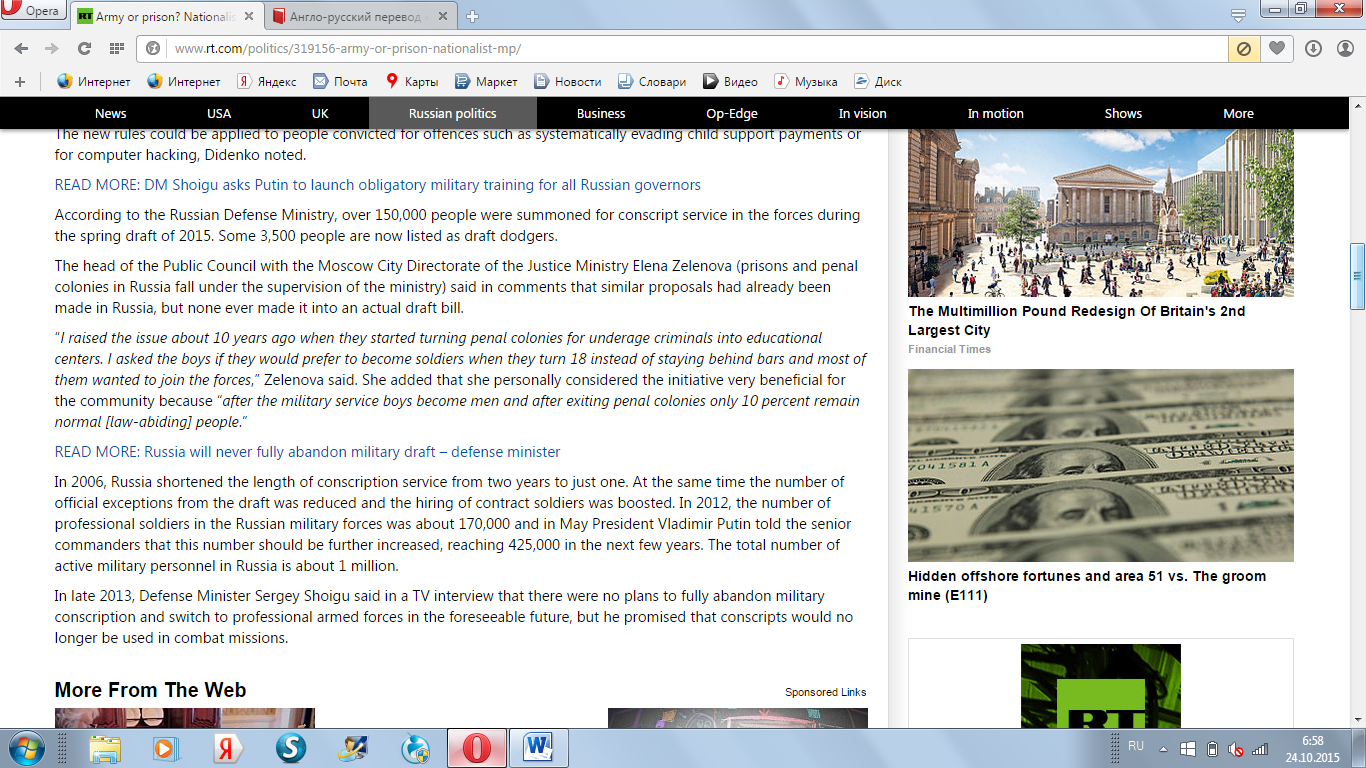 Opera
Army or prison? Nationalis
Англо-русский перевод
www.rt.com/politics/319156-army-or-prison-nationalist-mp/
Интернет
Интернет
Яндекс
Почта
Карты
Маркет
Новости
Словари
Видео
Музыка
Диск
News
USA
UK
Russian politics
Business
Op-Edge
In vision
In motion
Shows
More
The new rules could be applied to people convicted for offences such as systematically evading child support payments or
for computer hacking, Didenko noted.
READ MORE: DM Shoigu asks Putin to launch obligatory military training for all Russian governors
According to the Russian Defense Ministry, over 150,000 people were summoned for conscript service in the forces during
the spring draft of 2015. Some 3,500 people are now listed as draft dodgers.
The head of the Public Council with the Moscow City Directorate of the Justice Ministry Elena Zelenova (prisons and penal
colonies in Russia fall under the supervision of the ministry) said in comments that similar proposals had already been
made in Russia, but none ever made it into an actual draft bill.
“I raised the issue about 10 years ago when they started turning penal colonies for underage criminals into educational
centers. I asked the boys if they would prefer to become soldiers when they turn 18 instead of staying behind bars and most of
them wanted to join the forces,” Zelenova said. She added that she personally considered the initiative very beneficial for
the community because “after the military service boys become men and after exiting penal colonies only 10 percent remain
normal [law-abiding] people.”
READ MORE: Russia will never fully abandon military draft – defense minister
In 2006, Russia shortened the length of conscription service from two years to just one. At the same time the number of
official exceptions from the draft was reduced and the hiring of contract soldiers was boosted. In 2012, the number of
professional soldiers in the Russian military forces was about 170,000 and in May President Vladimir Putin told the senior
commanders that this number should be further increased, reaching 425,000 in the next few years. The total number of
active military personnel in Russia is about 1 million.
In late 2013, Defense Minister Sergey Shoigu said in a TV interview that there were no plans to fully abandon military
conscription and switch to professional armed forces in the foreseeable future, but he promised that conscripts would no
longer be used in combat missions.
More From The Web
Sponsored Links
The Multimillion Pound Redesign Of Britain's 2nd
Largest City
Financial Times
Hidden offshore fortunes and area 51 vs. The groom
mine (E111)
RT
RU
6:58
24.10.2015